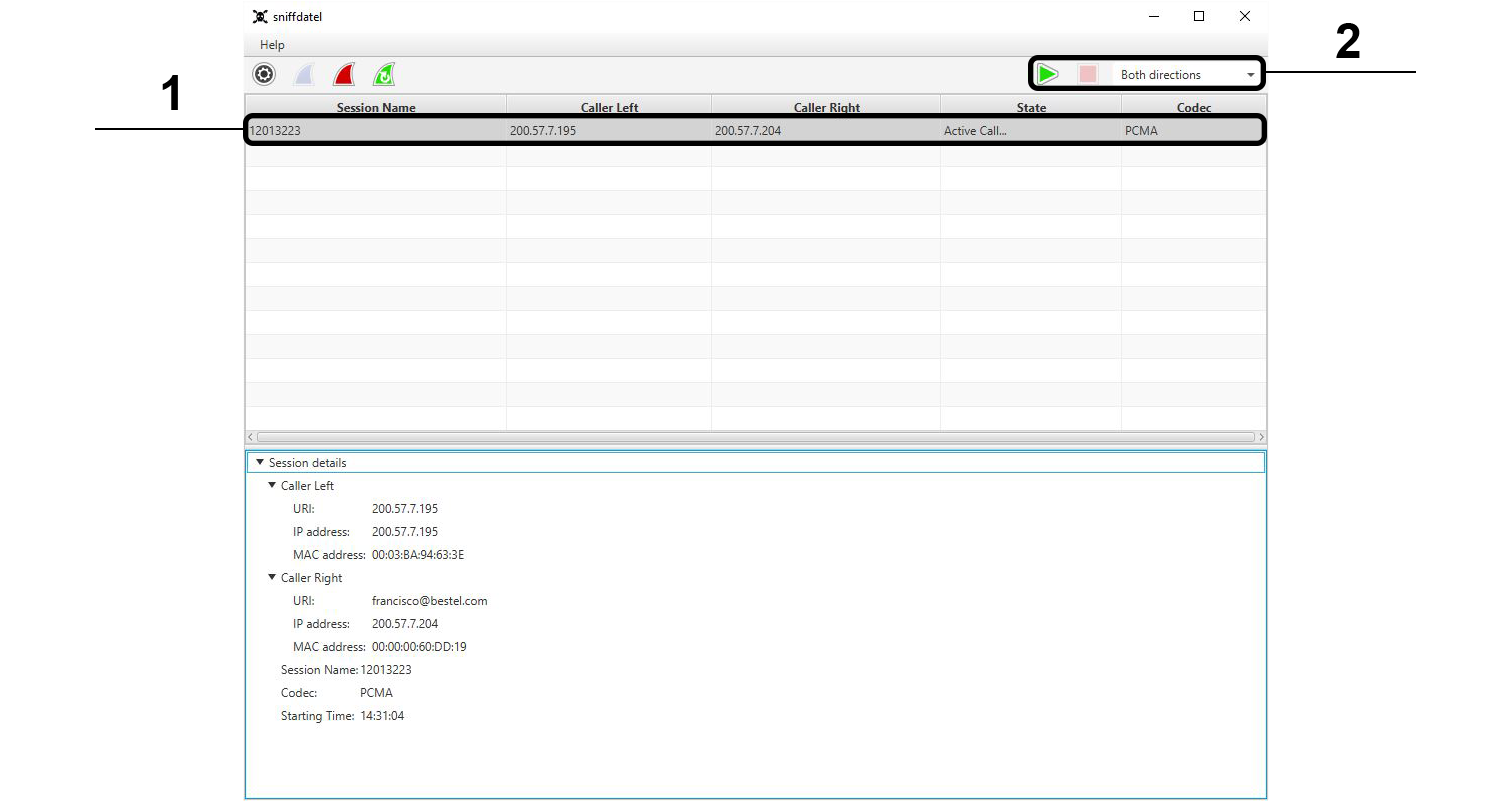 sniffdatel
2
Help
1
Both directions
Session Name Caller Left Caller Right State Codec
12013223 200.57.7.195 200.57.7.204 Active Call... PCMA
Session details
Caller Left
URI: 200.57.7.195
IP address: 200.57.7.195
MAC address: 00:03:BA:94:63:3E
Caller Right
URI: francisco@bestel.com
IP address: 200.57.7.204
MAC address: 00:00:00:60:DD:19
Session Name: 12013223
Codec: PCMA
Starting Time: 14:31:04